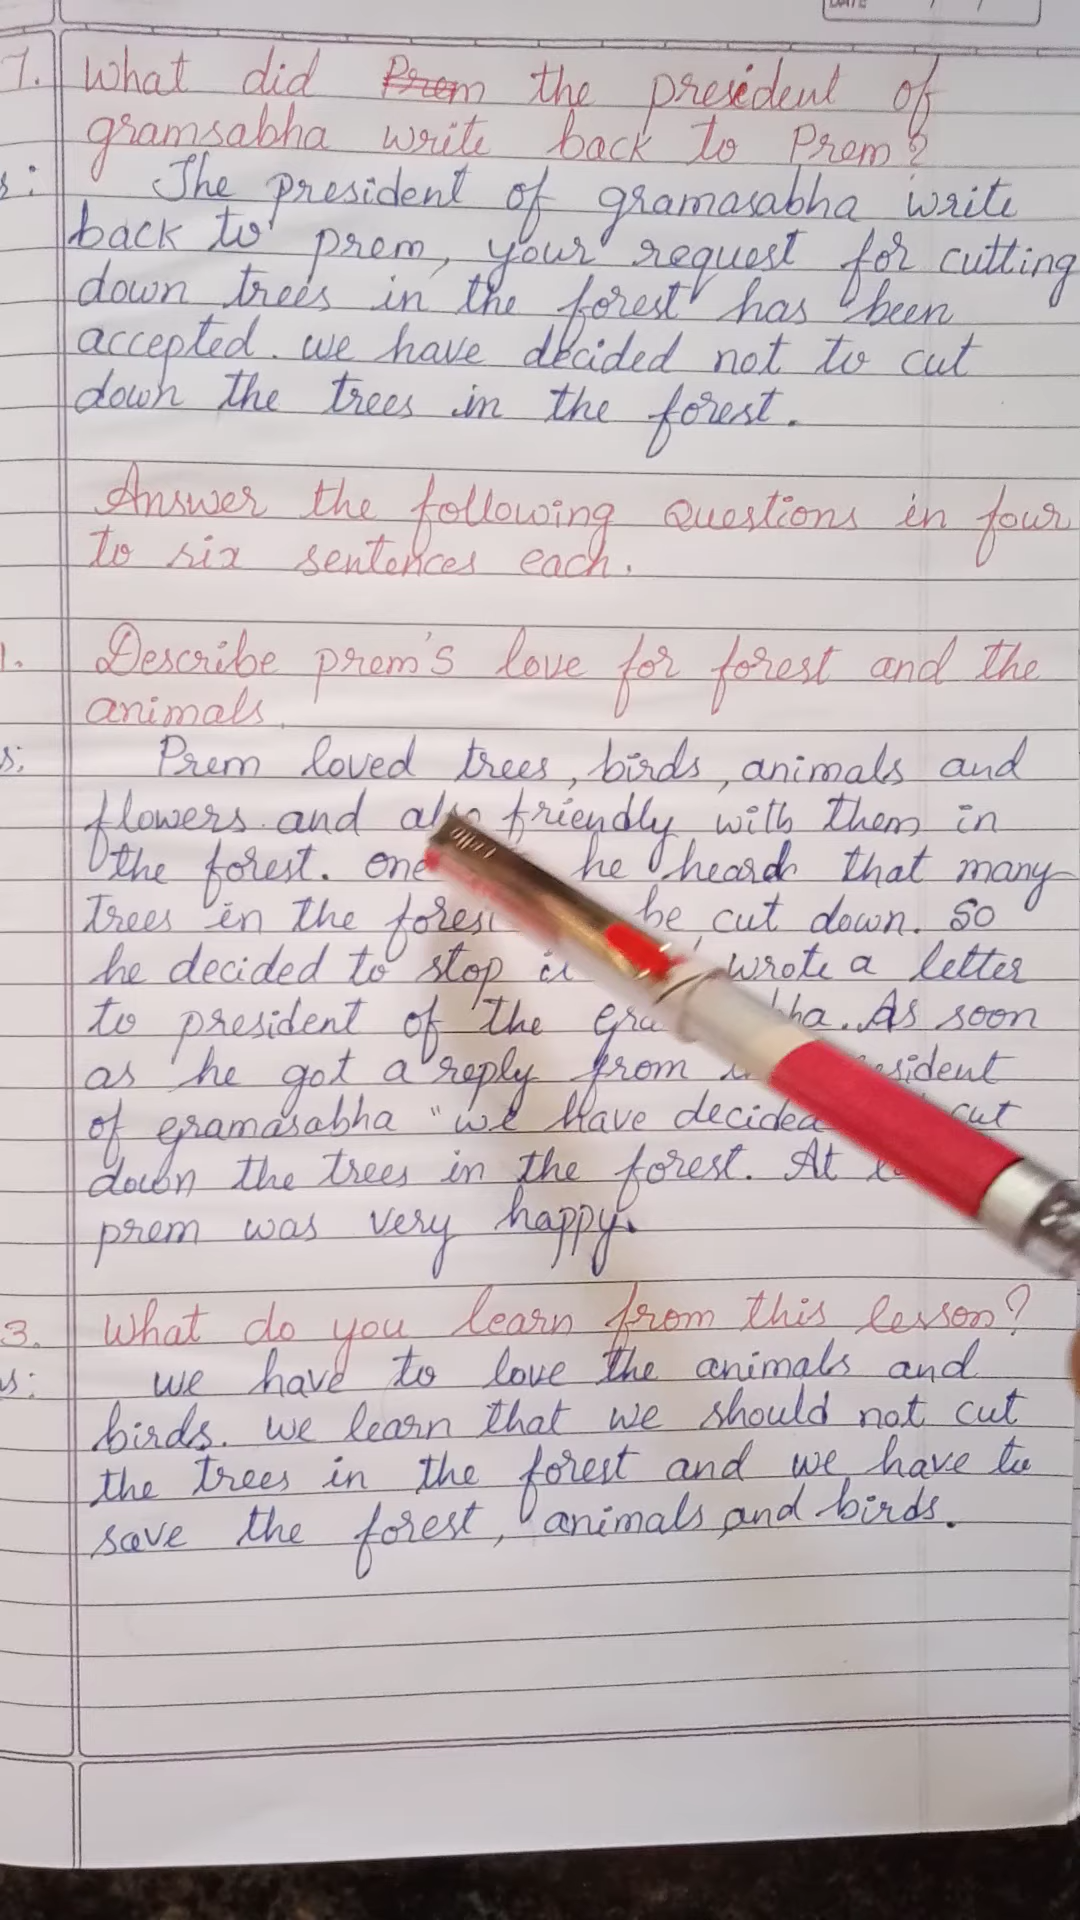 DATE
7. What did Prem the president of
gramsabha write back to Prem?
s: The president of gramasabha write
back to prem, your request for cutting
down trees in the forest has been
accepted. we have decided not to cut
down the trees in the forest.
Answer the following Questions in four
to six sentences each.
1. Describe prem's love for forest and the
animals.
s: Prem loved trees, birds, animals and
flowers and also friendly with them in
the forest. he heard that many
trees in the be cut down. so
he decided to stop wrote a letter
to president of the As soon
as he got a reply from
of gramasabha "we have decided cut
down the trees in the forest. At
prem was very happy.
3. What do you learn from this lesson?
s: we have to love the animals and
birds. we learn that we should not cut
the trees in the forest and we have to
save the forest, animals and birds.